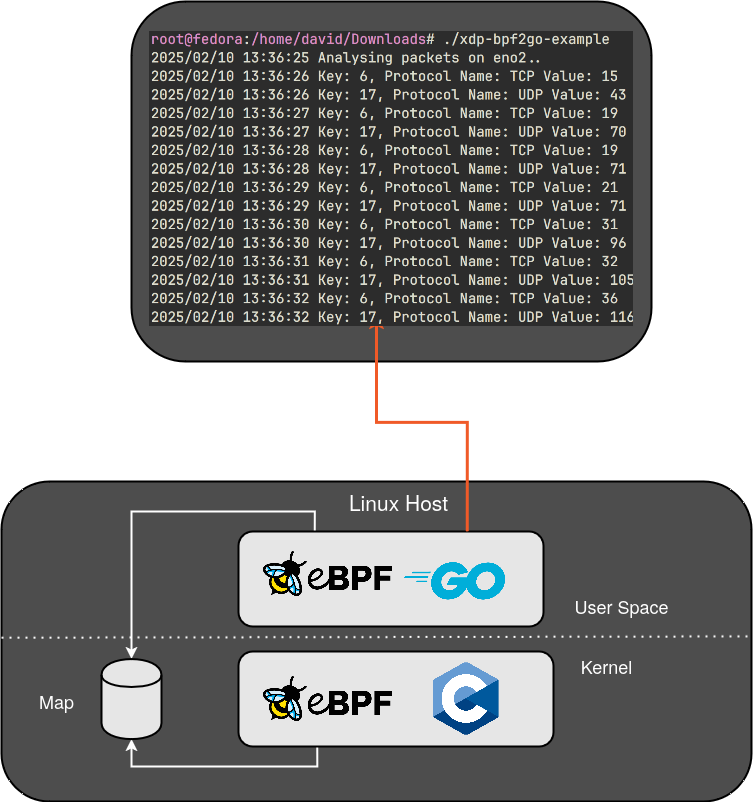 root@fedora:/home/david/Downloads# ./xdp-bpf2go-example
2025/02/10 13:36:25 Analysing packets on eno2..
2025/02/10 13:36:26 Key: 6, Protocol Name: TCP Value: 15
2025/02/10 13:36:26 Key: 17, Protocol Name: UDP Value: 43
2025/02/10 13:36:27 Key: 6, Protocol Name: TCP Value: 19
2025/02/10 13:36:27 Key: 17, Protocol Name: UDP Value: 70
2025/02/10 13:36:28 Key: 6, Protocol Name: TCP Value: 19
2025/02/10 13:36:28 Key: 17, Protocol Name: UDP Value: 71
2025/02/10 13:36:29 Key: 6, Protocol Name: TCP Value: 21
2025/02/10 13:36:29 Key: 17, Protocol Name: UDP Value: 71
2025/02/10 13:36:30 Key: 6, Protocol Name: TCP Value: 31
2025/02/10 13:36:30 Key: 17, Protocol Name: UDP Value: 96
2025/02/10 13:36:31 Key: 6, Protocol Name: TCP Value: 32
2025/02/10 13:36:31 Key: 17, Protocol Name: UDP Value: 105
2025/02/10 13:36:32 Key: 6, Protocol Name: TCP Value: 36
2025/02/10 13:36:32 Key: 17, Protocol Name: UDP Value: 116
Linux Host
eBPF GO
User Space
Kernel
Map
eBPF C